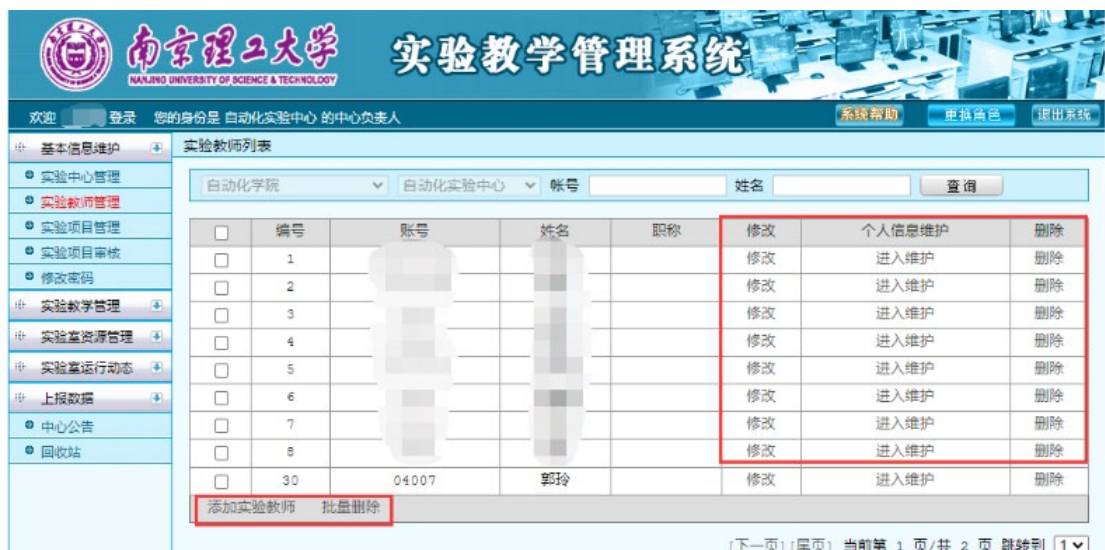 南京理工大学 实验教学管理系统
NANJING UNIVERSITY OF SCIENCE & TECHNOLOGY
欢迎 登录 您的身份是 自动化实验中心 的中心负责人 系统帮助 更换角色 退出系统
基本信息维护
实验中心管理
实验教师管理
实验项目管理
实验项目审核
修改密码
实验教学管理
实验室资源管理
实验室运行动态
上报数据
中心公告
回收站
实验教师列表
自动化学院 自动化实验中心 帐号 姓名 查询
编号 账号 姓名 职称 修改 个人信息维护 删除
1 修改 进入维护 删除
2 修改 进入维护 删除
3 修改 进入维护 删除
4 修改 进入维护 删除
5 修改 进入维护 删除
6 修改 进入维护 删除
7 修改 进入维护 删除
8 修改 进入维护 删除
30 04007 郭玲 修改 进入维护 删除
添加实验教师 批量删除
[下一页] [尾页] 当前第 1 页/共 2 页 跳转到 1